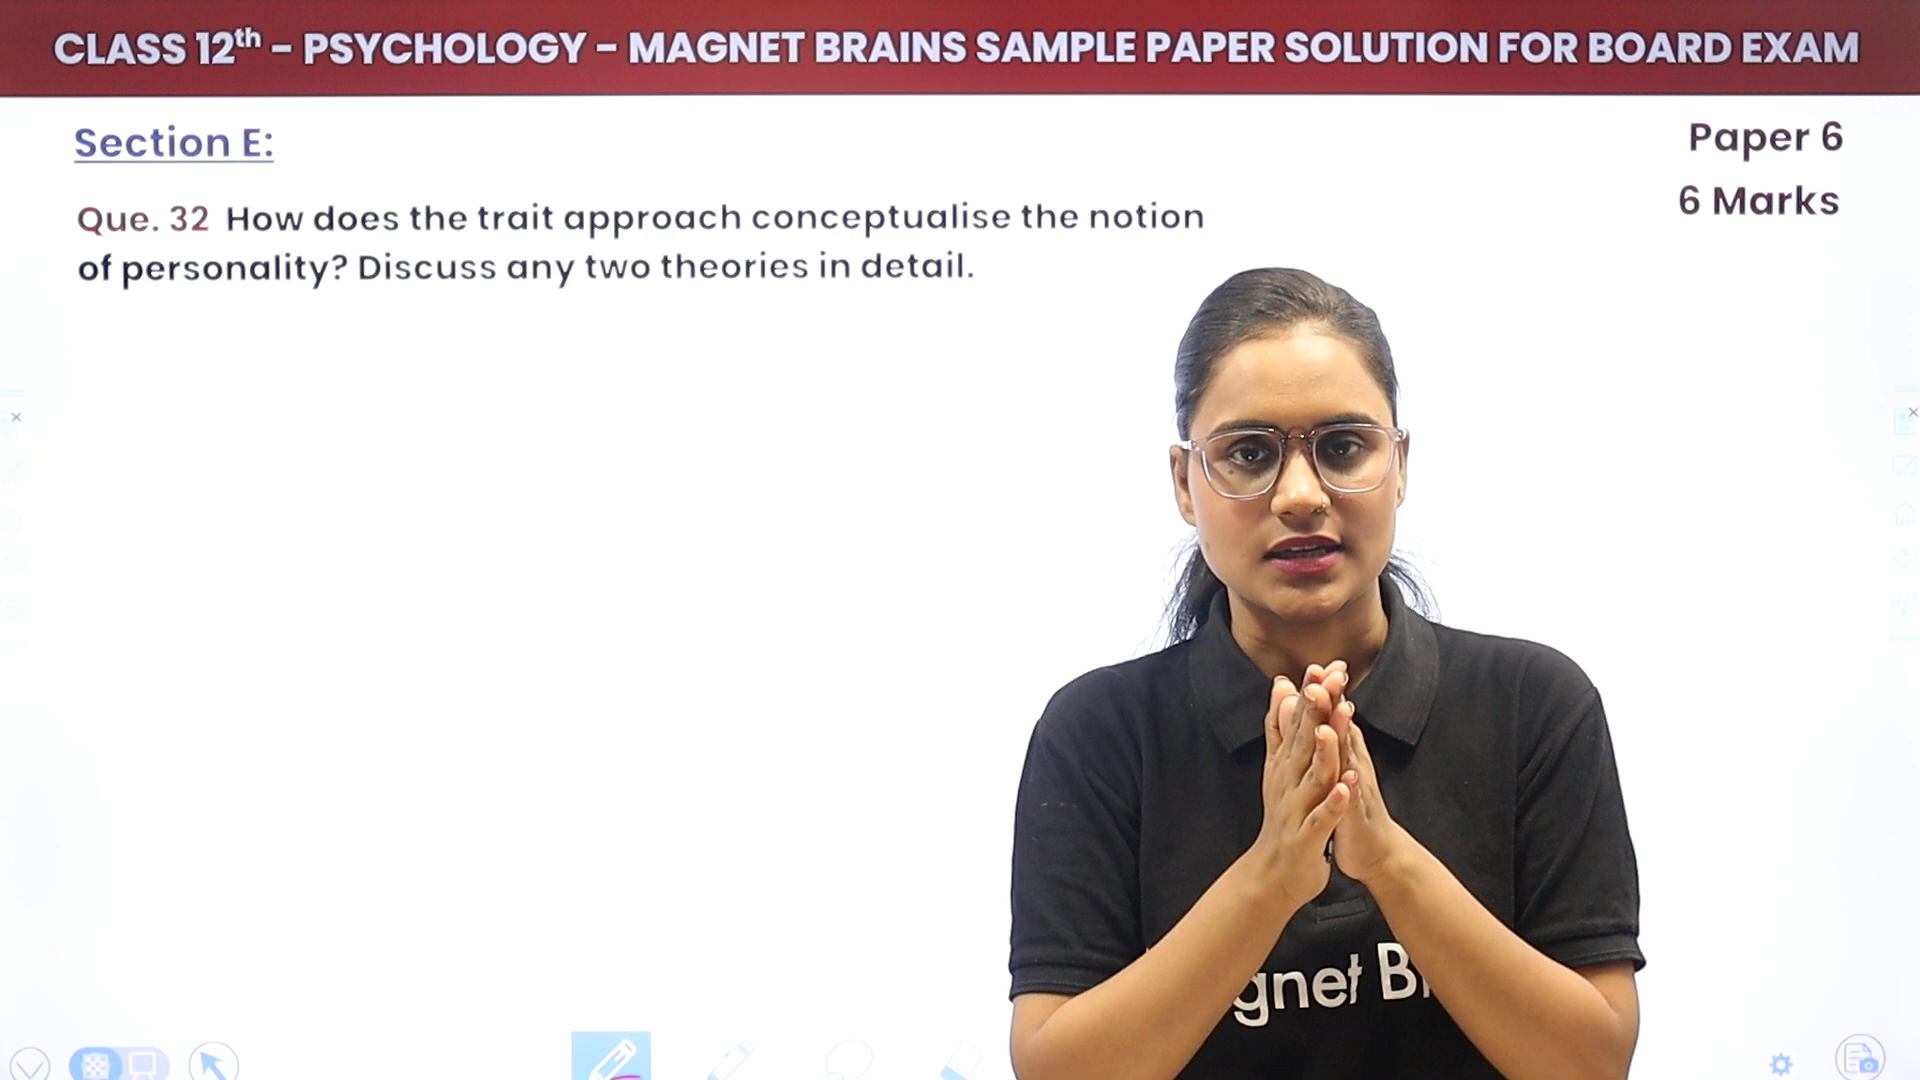 CLASS 12th – PSYCHOLOGY – MAGNET BRAINS SAMPLE PAPER SOLUTION FOR BOARD EXAM
Section E:
Paper 6
6 Marks
Que. 32 How does the trait approach conceptualise the notion
of personality? Discuss any two theories in detail.
gnet B